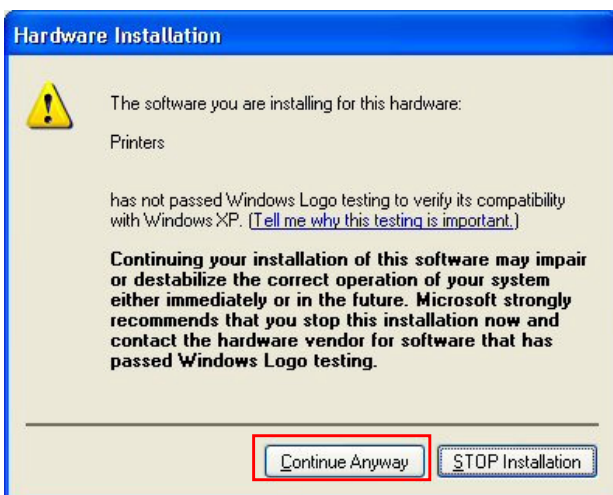 Hardware Installation
The software you are installing for this hardware:
Printers
has not passed Windows Logo testing to verify its compatibility
with Windows XP. (Tell me why this testing is important.)
Continuing your installation of this software may impair
or destabilize the correct operation of your system
either immediately or in the future. Microsoft strongly
recommends that you stop this installation now and
contact the hardware vendor for software that has
passed Windows Logo testing.
Continue Anyway STOP Installation